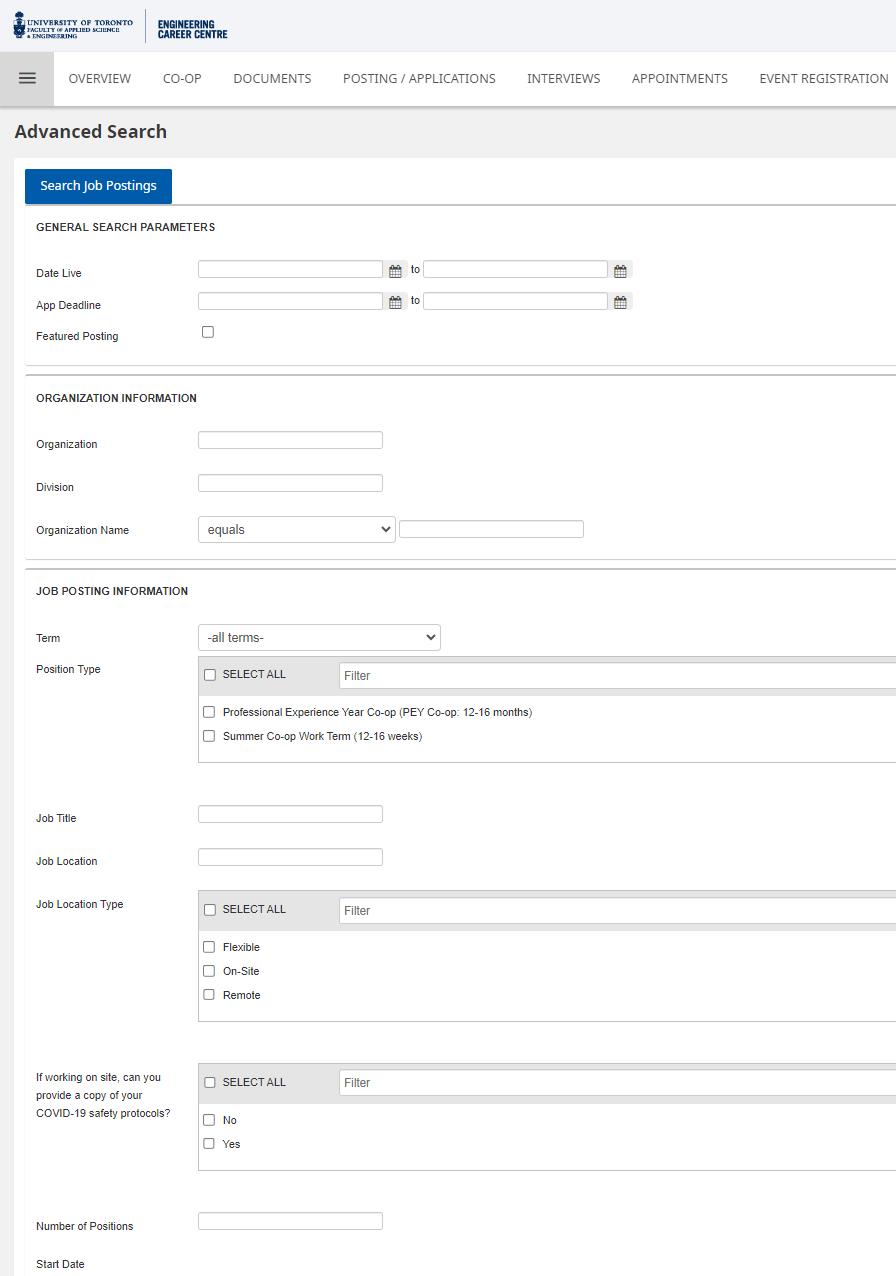 UNIVERSITY OF TORONTO
FACULTY OF APPLIED SCIENCE
& ENGINEERING
ENGINEERING
CAREER CENTRE
OVERVIEW CO-OP DOCUMENTS POSTING / APPLICATIONS INTERVIEWS APPOINTMENTS EVENT REGISTRATION
Advanced Search
Search Job Postings
GENERAL SEARCH PARAMETERS
Date Live to
App Deadline to
Featured Posting
ORGANIZATION INFORMATION
Organization
Division
Organization Name equals
JOB POSTING INFORMATION
Term -all terms-
Position Type SELECT ALL Filter
Professional Experience Year Co-op (PEY Co-op: 12-16 months)
Summer Co-op Work Term (12-16 weeks)
Job Title
Job Location
Job Location Type SELECT ALL Filter
Flexible
On-Site
Remote
If working on site, can you SELECT ALL Filter
provide a copy of your
COVID-19 safety protocols?
No
Yes
Number of Positions
Start Date